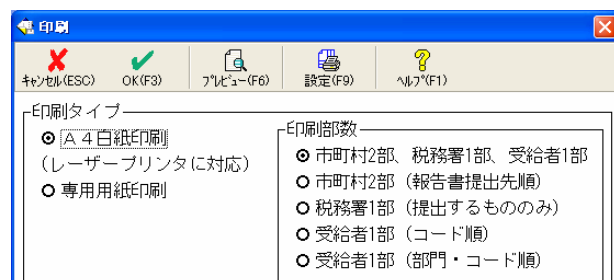 印刷
ｷｬﾝｾﾙ(ESC) OK(F3) ﾌﾟﾚﾋﾞｭｰ(F6) 設定(F9) ﾍﾙﾌﾟ(F1)
印刷タイプ
Ａ４白紙印刷
（レーザープリンタに対応）
専用用紙印刷
印刷部数
市町村2部、税務署1部、受給者1部
市町村2部（報告書提出先順）
税務署1部（提出するもののみ）
受給者1部（コード順）
受給者1部（部門・コード順）